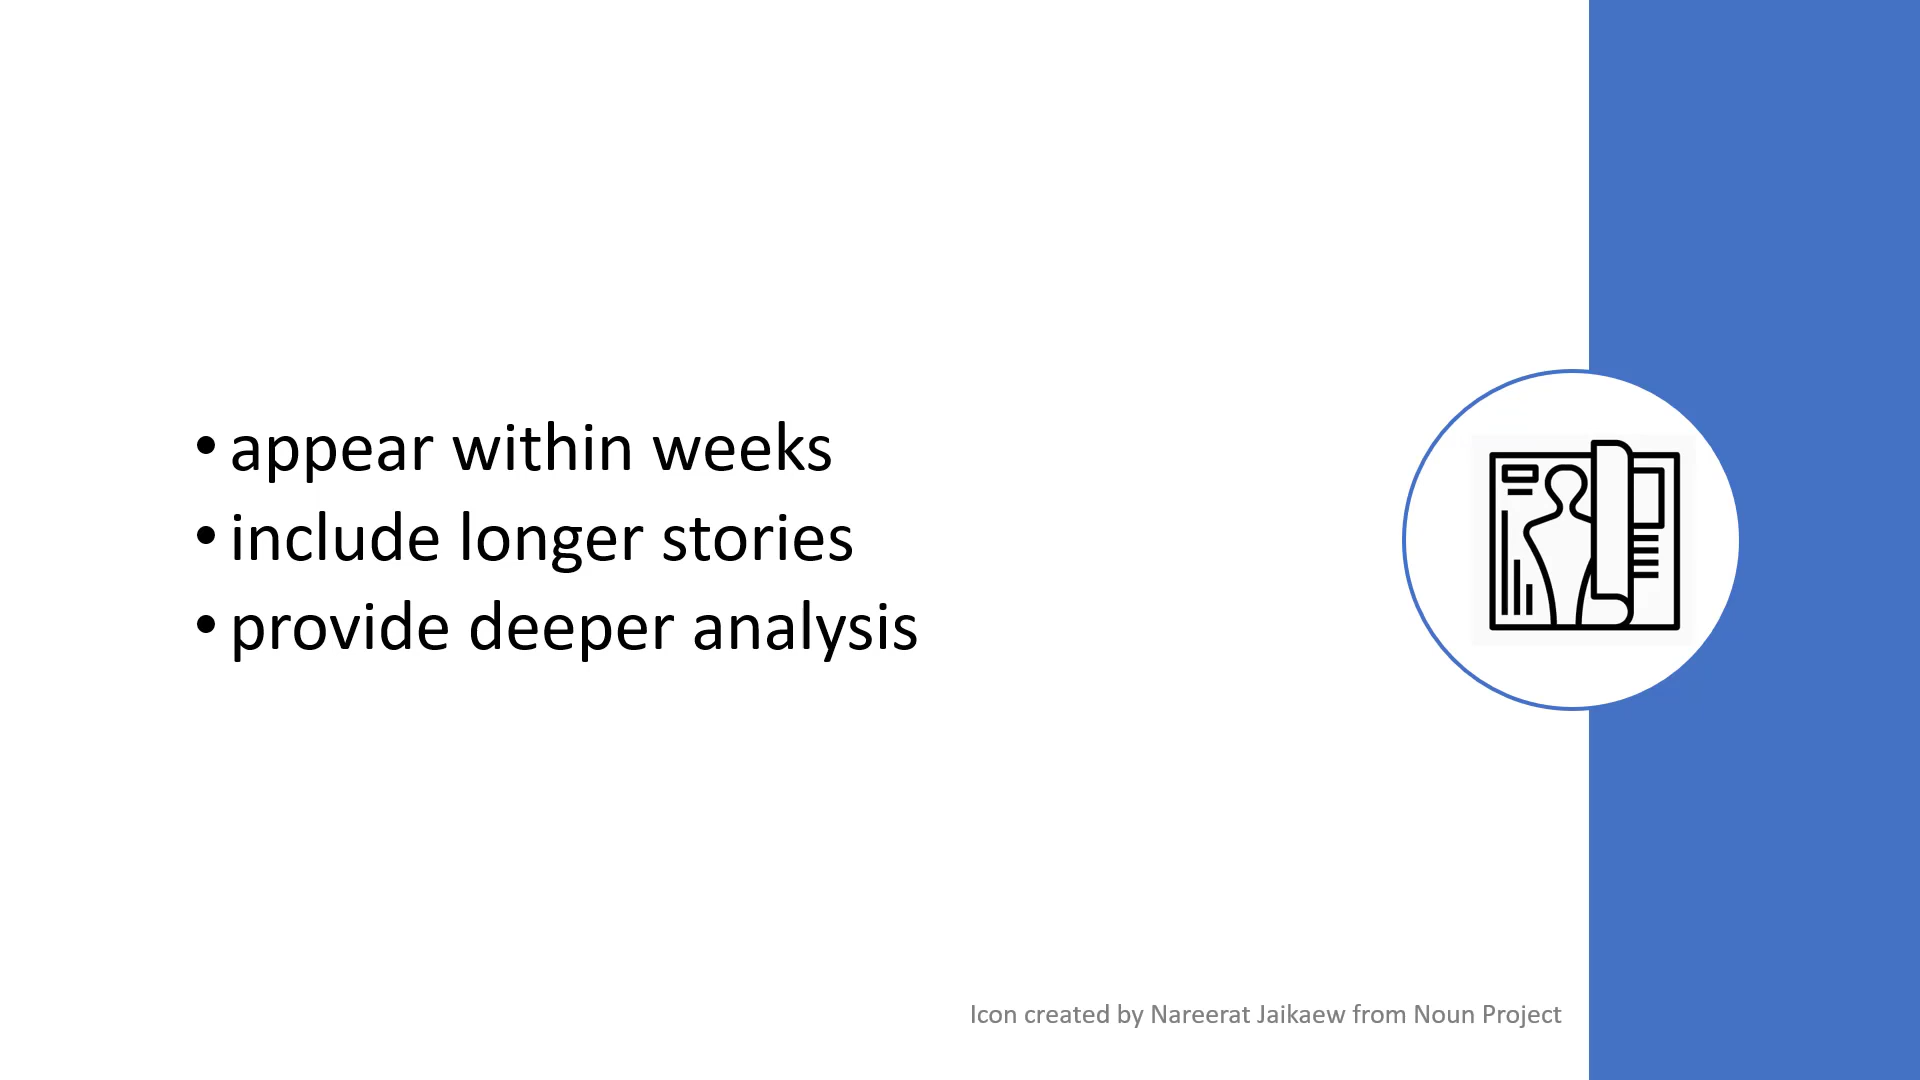 • appear within weeks
• include longer stories
• provide deeper analysis
Icon created by Nareerat Jaikaew from Noun Project